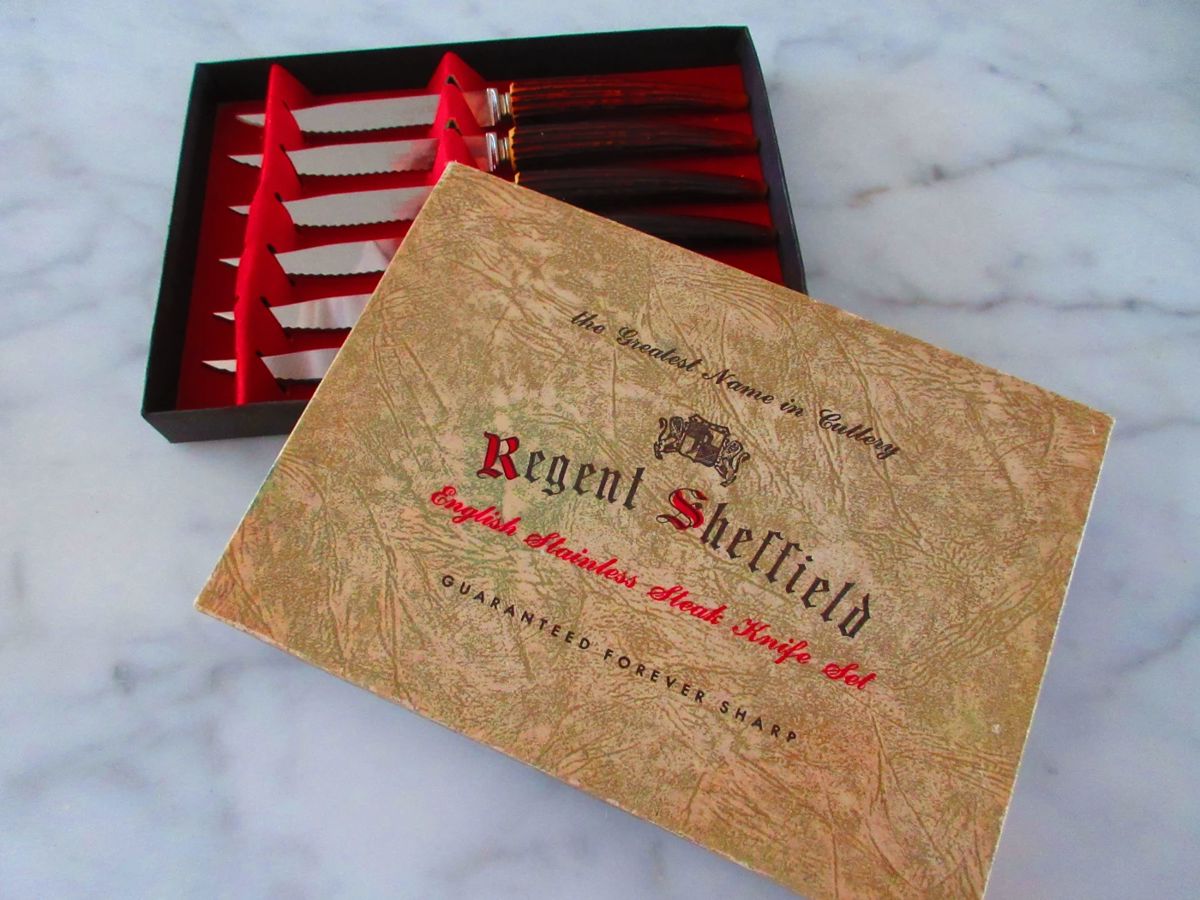 the Greatest Name in Cutlery
Regent Sheffield
English Stainless Steak Knife Set
GUARANTEED FOREVER SHARP